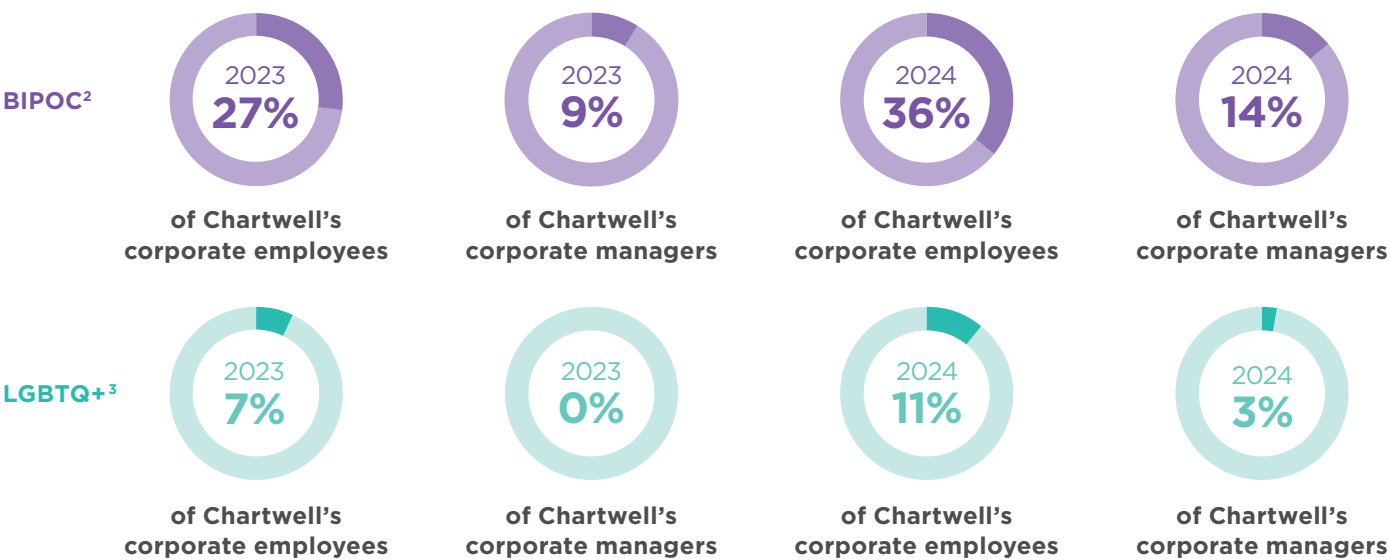 BIPOC²
2023
27%
of Chartwell’s
corporate employees
2023
9%
of Chartwell’s
corporate managers
2024
36%
of Chartwell’s
corporate employees
2024
14%
of Chartwell’s
corporate managers
LGBTQ+³
2023
7%
of Chartwell’s
corporate employees
2023
0%
of Chartwell’s
corporate managers
2024
11%
of Chartwell’s
corporate employees
2024
3%
of Chartwell’s
corporate managers